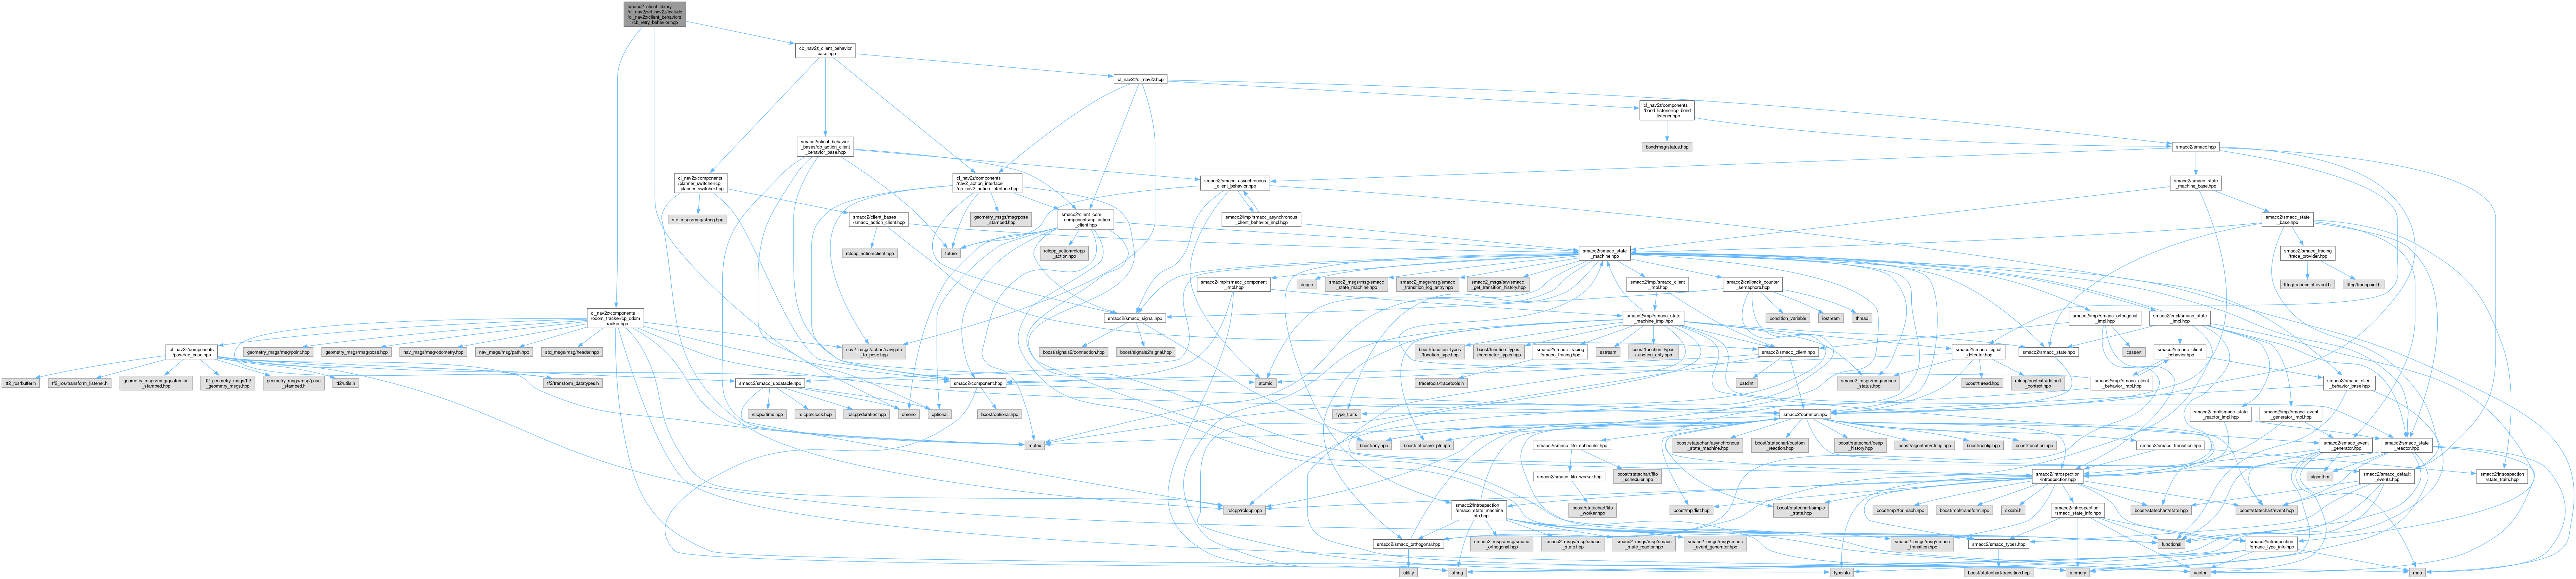 smacc2_client_library
/cl_nav2z/cl_nav2z/include
/cl_nav2z/client_behaviors
/cb_retry_behavior.hpp
cb_nav2z_client_behavior
_base.hpp
cl_nav2z/cl_nav2z.hpp
cl_nav2z/components
/bond_listener/cp_bond
_listener.hpp
smacc2/client_behavior
_bases/cb_action_client
_behavior_base.hpp
bond/msg/status.hpp
smacc2/smacc.hpp
cl_nav2z/components
/planner_switcher/cp
_planner_switcher.hpp
cl_nav2z/components
/nav2_action_interface
/cp_nav2_action_interface.hpp
smacc2/smacc_asynchronous
_client_behavior.hpp
smacc2/smacc_state
_machine_base.hpp
std_msgs/msg/string.hpp
smacc2/client_bases
/smacc_action_client.hpp
geometry_msgs/msg/pose
_stamped.hpp
smacc2/client_core
_components/cp_action
_client.hpp
smacc2/impl/smacc_asynchronous
_client_behavior_impl.hpp
smacc2/smacc_state
_base.hpp
rclcpp_action/client.hpp
future
rclcpp_action/rclcpp
_action.hpp
smacc2/smacc_state
_machine.hpp
smacc2/smacc_tracing
/trace_provider.hpp
smacc2/impl/smacc_component
_impl.hpp
deque
smacc2_msgs/msg/smacc
_state_machine.hpp
smacc2_msgs/msg/smacc
_transition_log_entry.hpp
smacc2_msgs/srv/smacc
_get_transition_history.hpp
smacc2/impl/smacc_client
_impl.hpp
smacc2/callback_counter
_semaphore.hpp
lttng/tracepoint-event.h
lttng/tracepoint.h
cl_nav2z/components
/odom_tracker/cp_odom
_tracker.hpp
smacc2/smacc_signal.hpp
smacc2/impl/smacc_state
_machine_impl.hpp
condition_variable
iostream
thread
smacc2/impl/smacc_orthogonal
_impl.hpp
smacc2/impl/smacc_state
_impl.hpp
cl_nav2z/components
/pose/cp_pose.hpp
geometry_msgs/msg/point.hpp
geometry_msgs/msg/pose.hpp
nav_msgs/msg/odometry.hpp
nav_msgs/msg/path.hpp
std_msgs/msg/header.hpp
nav2_msgs/action/navigate
_to_pose.hpp
boost/signals2/connection.hpp
boost/signals2/signal.hpp
boost/function_types
/function_type.hpp
boost/function_types
/parameter_types.hpp
smacc2/smacc_tracing
/smacc_tracing.hpp
sstream
boost/function_types
/function_arity.hpp
smacc2/smacc_client.hpp
smacc2/smacc_signal
_detector.hpp
smacc2/smacc_state.hpp
cassert
smacc2/smacc_client
_behavior.hpp
tf2_ros/buffer.h
tf2_ros/transform_listener.h
geometry_msgs/msg/quaternion
_stamped.hpp
tf2_geometry_msgs/tf2
_geometry_msgs.hpp
geometry_msgs/msg/pose
_stamped.h
tf2/utils.h
tf2/transform_datatypes.h
smacc2/smacc_updatable.hpp
smacc2/component.hpp
atomic
tracetools/tracetools.h
cstdint
smacc2_msgs/msg/smacc
_status.hpp
boost/thread.hpp
rclcpp/contexts/default
_context.hpp
smacc2/impl/smacc_client
_behavior_impl.hpp
smacc2/smacc_client
_behavior_base.hpp
rclcpp/time.hpp
rclcpp/clock.hpp
rclcpp/duration.hpp
chrono
optional
boost/optional.hpp
type_traits
smacc2/common.hpp
smacc2/impl/smacc_state
_reactor_impl.hpp
smacc2/impl/smacc_event
_generator_impl.hpp
mutex
boost/any.hpp
boost/intrusive_ptr.hpp
smacc2/smacc_fifo_scheduler.hpp
boost/statechart/asynchronous
_state_machine.hpp
boost/statechart/custom
_reaction.hpp
boost/statechart/deep
_history.hpp
boost/algorithm/string.hpp
boost/config.hpp
boost/function.hpp
smacc2/smacc_transition.hpp
smacc2/smacc_event
_generator.hpp
smacc2/smacc_state
_reactor.hpp
smacc2/smacc_fifo_worker.hpp
boost/statechart/fifo
_scheduler.hpp
smacc2/introspection
/introspection.hpp
algorithm
smacc2/smacc_default
_events.hpp
smacc2/introspection
/state_traits.hpp
rclcpp/rclcpp.hpp
boost/statechart/fifo
_worker.hpp
smacc2/introspection
/smacc_state_machine
_info.hpp
boost/mpl/list.hpp
boost/statechart/simple
_state.hpp
boost/mpl/for_each.hpp
boost/mpl/transform.hpp
cxxabi.h
smacc2/introspection
/smacc_state_info.hpp
boost/statechart/state.hpp
boost/statechart/event.hpp
smacc2/smacc_orthogonal.hpp
smacc2_msgs/msg/smacc
_orthogonal.hpp
smacc2_msgs/msg/smacc
_state.hpp
smacc2_msgs/msg/smacc
_state_reactor.hpp
smacc2_msgs/msg/smacc
_event_generator.hpp
smacc2_msgs/msg/smacc
_transition.hpp
smacc2/smacc_types.hpp
functional
smacc2/introspection
/smacc_type_info.hpp
utility
string
typeinfo
boost/statechart/transition.hpp
memory
vector
map